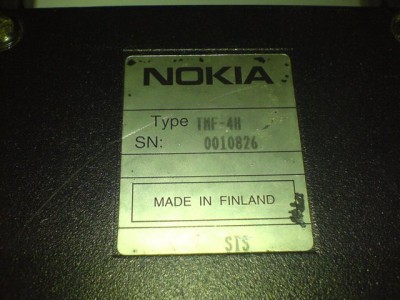 NOKIA
Type TMF-4H
SN: 0010826
MADE IN FINLAND
STS